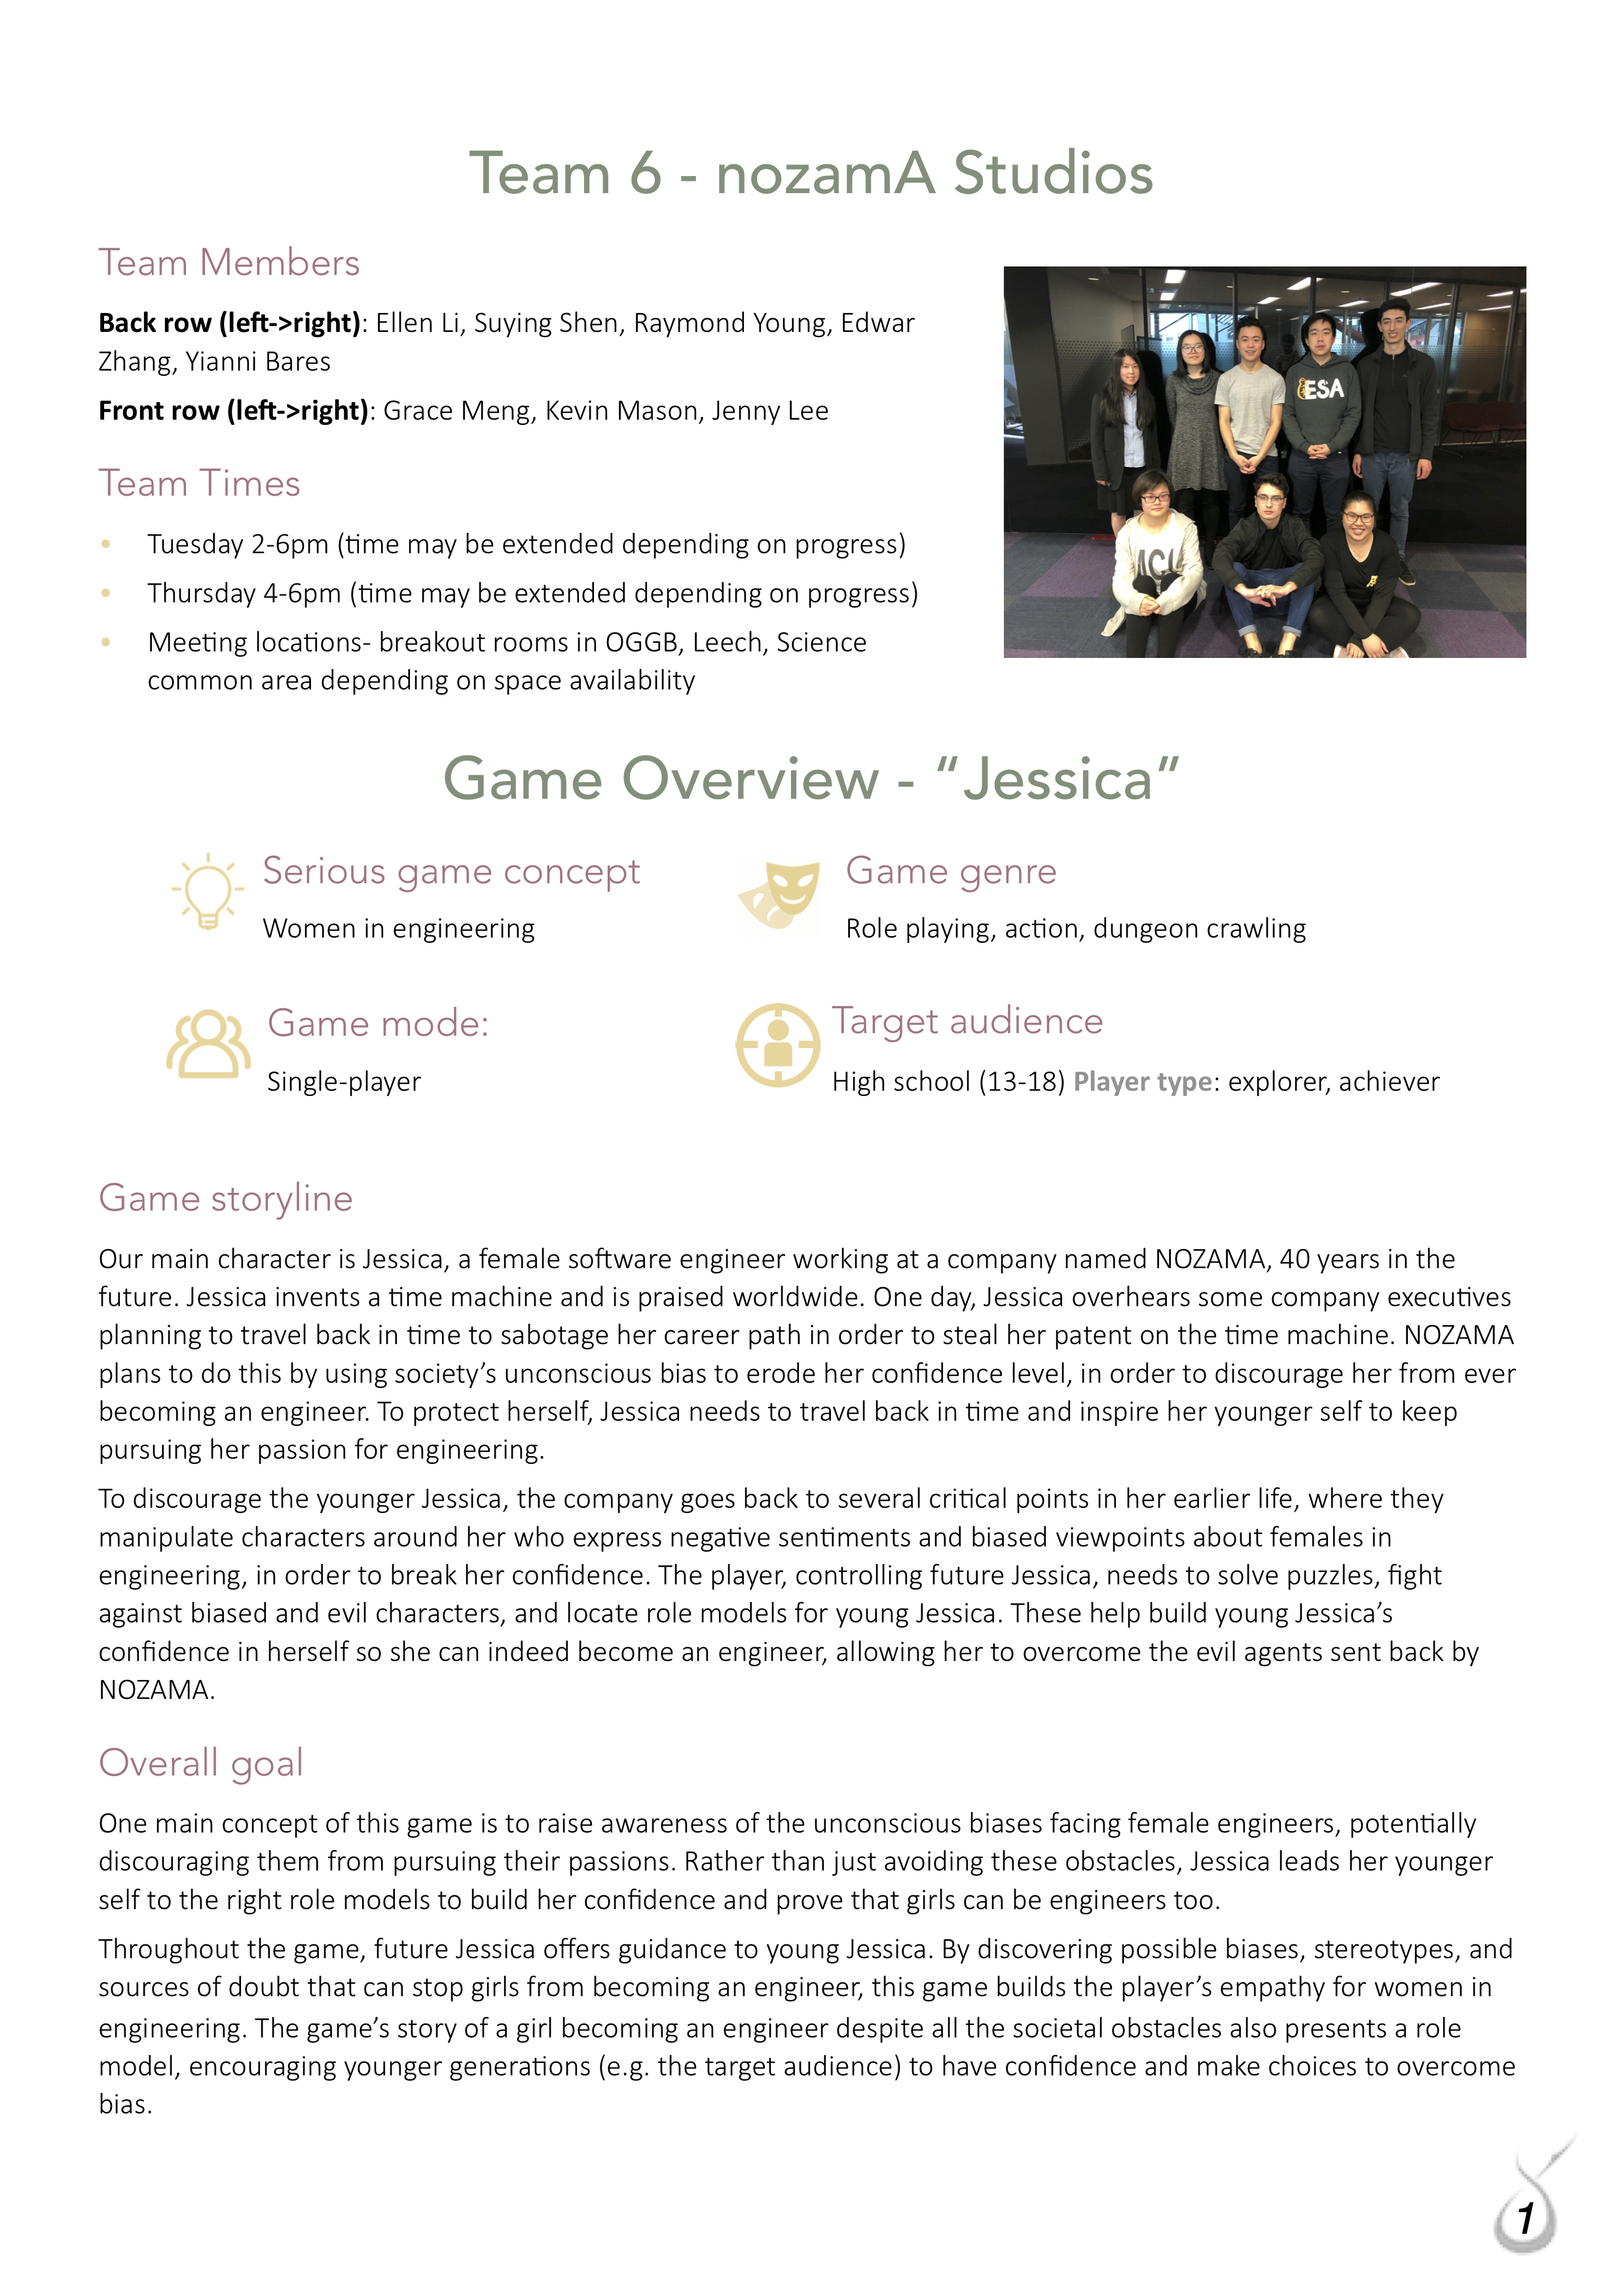 Team 6 - nozamA Studios
Team Members
Back row (left->right): Ellen Li, Suying Shen, Raymond Young, Edwar
Zhang, Yianni Bares
Front row (left->right): Grace Meng, Kevin Mason, Jenny Lee
Team Times
• Tuesday 2-6pm (time may be extended depending on progress)
• Thursday 4-6pm (time may be extended depending on progress)
• Meeting locations- breakout rooms in OGGB, Leech, Science
common area depending on space availability
ESA
Game Overview - “Jessica”
Serious game concept
Women in engineering
Game genre
Role playing, action, dungeon crawling
Game mode:
Single-player
Target audience
High school (13-18) Player type: explorer, achiever
Game storyline
Our main character is Jessica, a female software engineer working at a company named NOZAMA, 40 years in the
future. Jessica invents a time machine and is praised worldwide. One day, Jessica overhears some company executives
planning to travel back in time to sabotage her career path in order to steal her patent on the time machine. NOZAMA
plans to do this by using society’s unconscious bias to erode her confidence level, in order to discourage her from ever
becoming an engineer. To protect herself, Jessica needs to travel back in time and inspire her younger self to keep
pursuing her passion for engineering.
To discourage the younger Jessica, the company goes back to several critical points in her earlier life, where they
manipulate characters around her who express negative sentiments and biased viewpoints about females in
engineering, in order to break her confidence. The player, controlling future Jessica, needs to solve puzzles, fight
against biased and evil characters, and locate role models for young Jessica. These help build young Jessica’s
confidence in herself so she can indeed become an engineer, allowing her to overcome the evil agents sent back by
NOZAMA.
Overall goal
One main concept of this game is to raise awareness of the unconscious biases facing female engineers, potentially
discouraging them from pursuing their passions. Rather than just avoiding these obstacles, Jessica leads her younger
self to the right role models to build her confidence and prove that girls can be engineers too.
Throughout the game, future Jessica offers guidance to young Jessica. By discovering possible biases, stereotypes, and
sources of doubt that can stop girls from becoming an engineer, this game builds the player’s empathy for women in
engineering. The game’s story of a girl becoming an engineer despite all the societal obstacles also presents a role
model, encouraging younger generations (e.g. the target audience) to have confidence and make choices to overcome
bias.
1